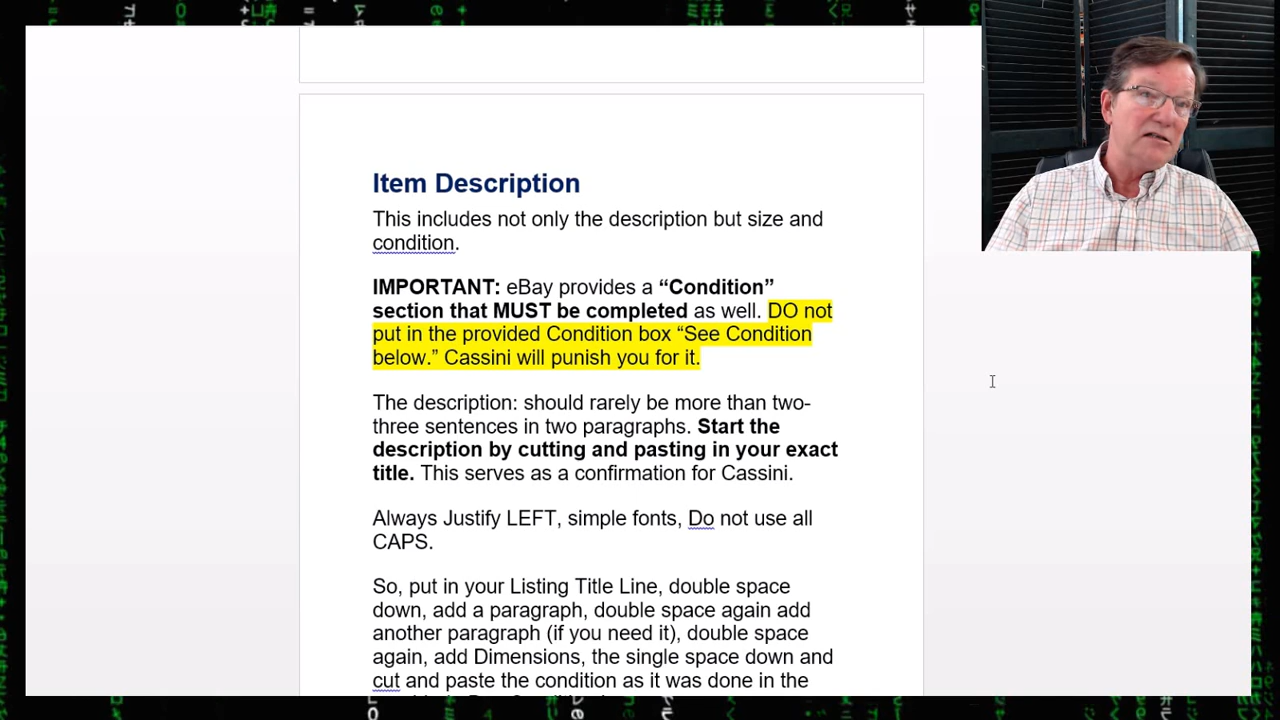 Item Description
This includes not only the description but size and
condition.
IMPORTANT: eBay provides a “Condition”
section that MUST be completed as well. DO not
put in the provided Condition box “See Condition
below.” Cassini will punish you for it.
The description: should rarely be more than two-
three sentences in two paragraphs. Start the
description by cutting and pasting in your exact
title. This serves as a confirmation for Cassini.
Always Justify LEFT, simple fonts, Do not use all
CAPS.
So, put in your Listing Title Line, double space
down, add a paragraph, double space again add
another paragraph (if you need it), double space
again, add Dimensions, the single space down and
cut and paste the condition as it was done in the